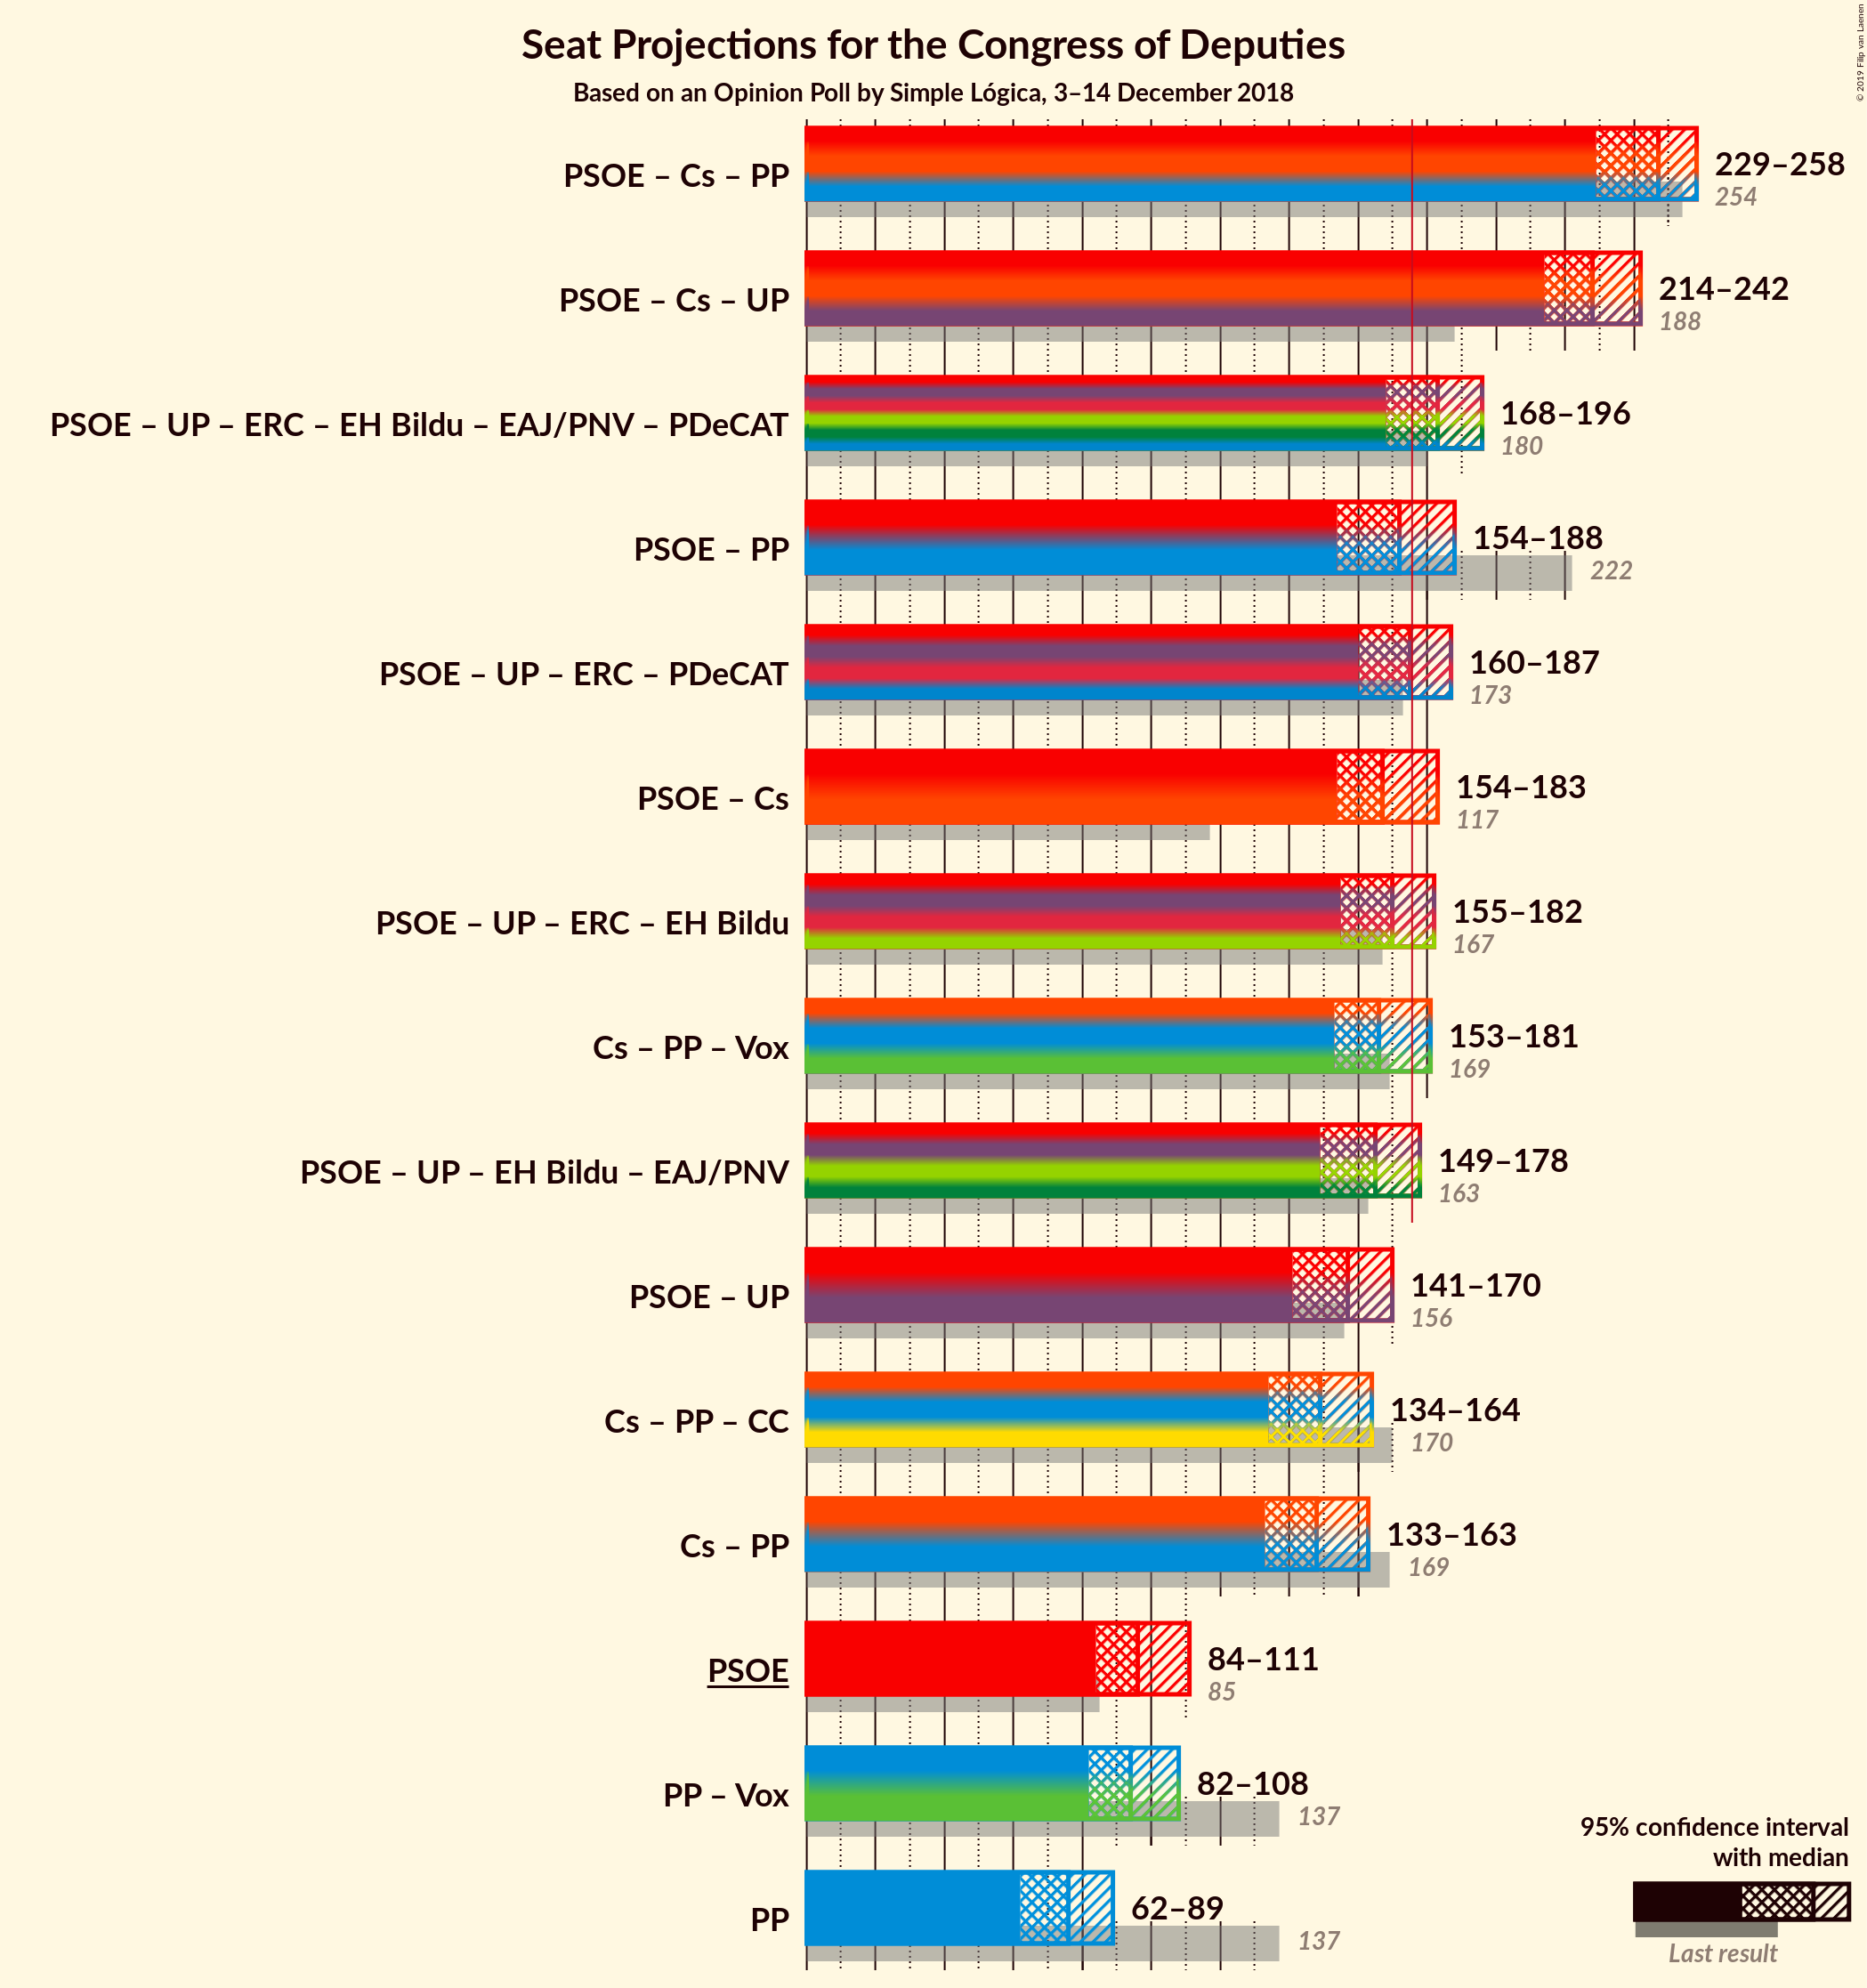 Seat Projections for the Congress of Deputies
Based on an Opinion Poll by Simple Lógica, 3–14 December 2018
© 2019 Filip van Laenen
PSOE – Cs – PP
229–258
254
PSOE – Cs – UP
214–242
188
PSOE – UP – ERC – EH Bildu – EAJ/PNV – PDeCAT
168–196
180
PSOE – PP
154–188
222
PSOE – UP – ERC – PDeCAT
160–187
173
PSOE – Cs
154–183
117
PSOE – UP – ERC – EH Bildu
155–182
167
Cs – PP – Vox
153–181
169
PSOE – UP – EH Bildu – EAJ/PNV
149–178
163
PSOE – UP
141–170
156
Cs – PP – CC
134–164
170
Cs – PP
133–163
169
PSOE
84–111
85
PP – Vox
82–108
137
PP
62–89
137
95% confidence interval
with median
Last result